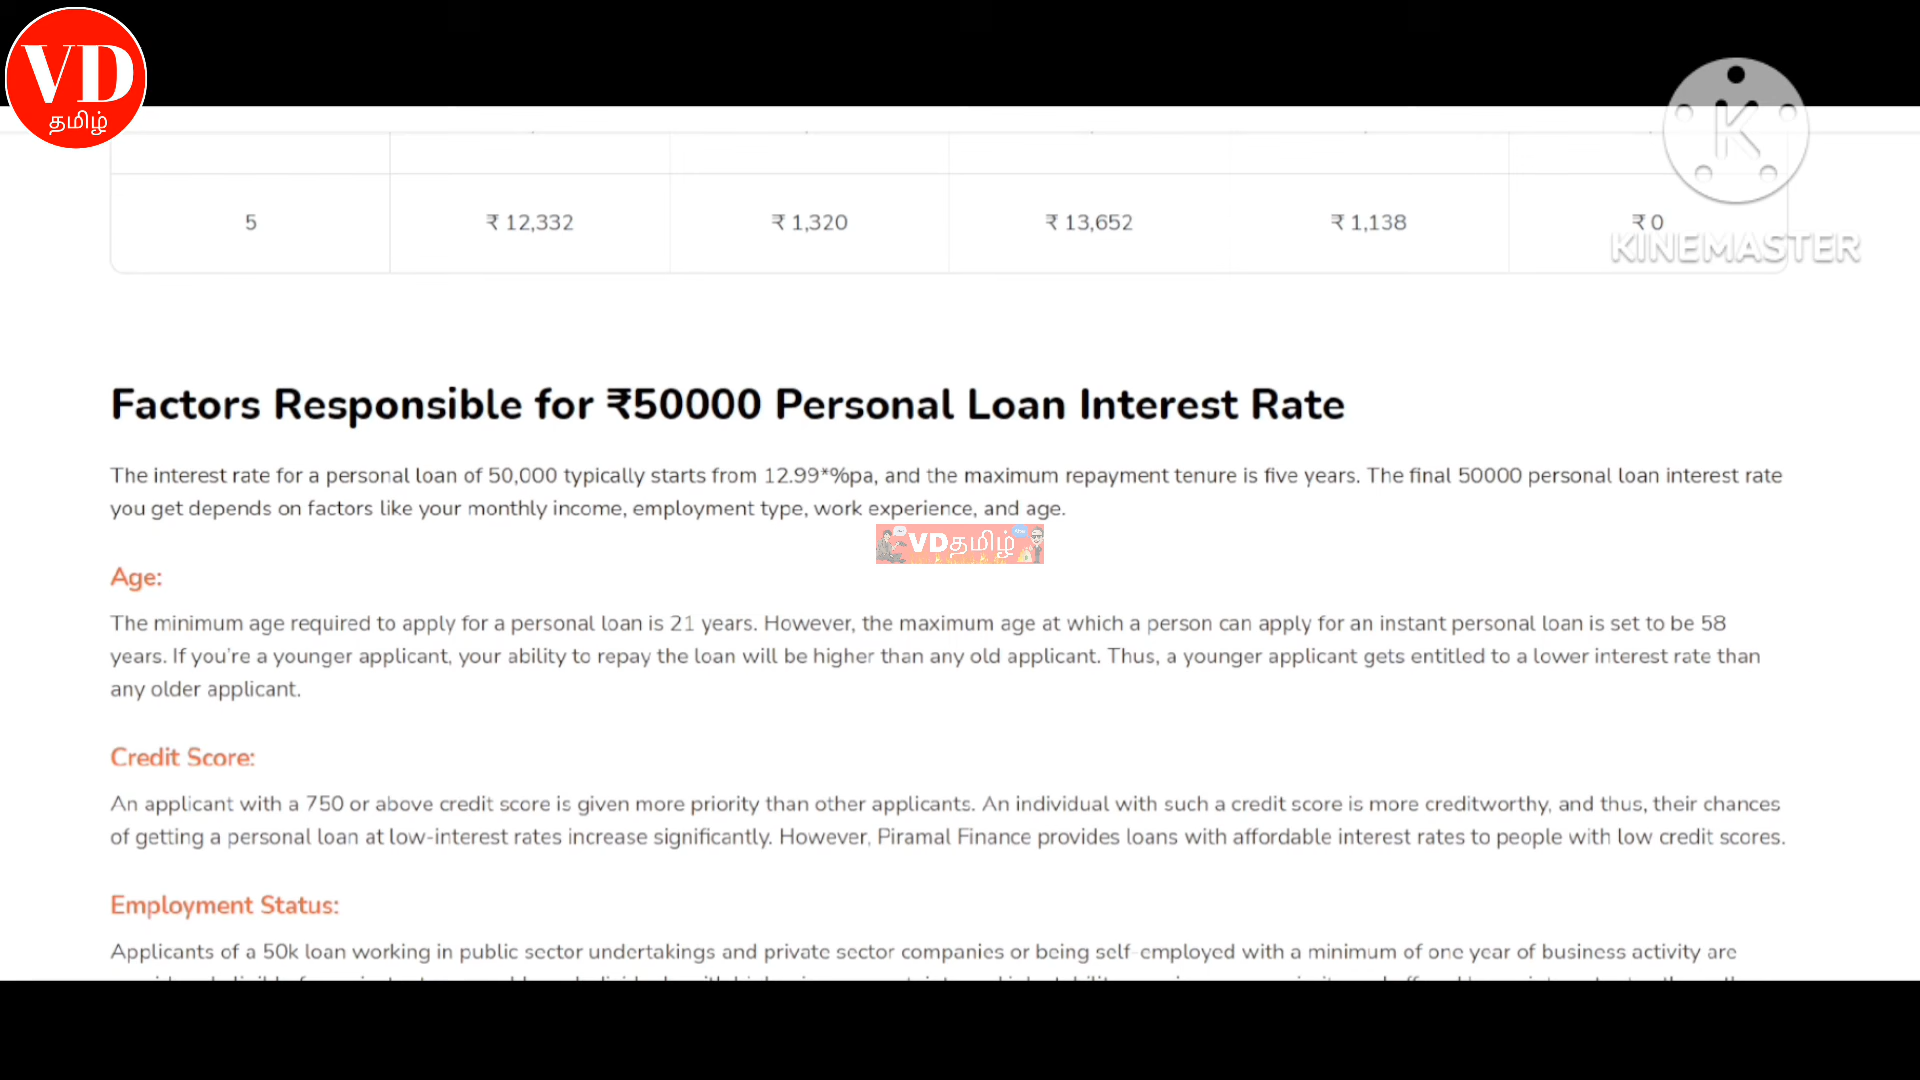 VD
தமிழ்
KINEMASTER
5 ₹ 12,332 ₹ 1,320 ₹ 13,652 ₹ 1,138 ₹ 0
Factors Responsible for ₹50000 Personal Loan Interest Rate
The interest rate for a personal loan of 50,000 typically starts from 12.99*%pa, and the maximum repayment tenure is five years. The final 50000 personal loan interest rate
you get depends on factors like your monthly income, employment type, work experience, and age.
VDதமிழ்
Age:
The minimum age required to apply for a personal loan is 21 years. However, the maximum age at which a person can apply for an instant personal loan is set to be 58
years. If you're a younger applicant, your ability to repay the loan will be higher than any old applicant. Thus, a younger applicant gets entitled to a lower interest rate than
any older applicant.
Credit Score:
An applicant with a 750 or above credit score is given more priority than other applicants. An individual with such a credit score is more creditworthy, and thus, their chances
of getting a personal loan at low-interest rates increase significantly. However, Piramal Finance provides loans with affordable interest rates to people with low credit scores.
Employment Status:
Applicants of a 50k loan working in public sector undertakings and private sector companies or being self-employed with a minimum of one year of business activity are